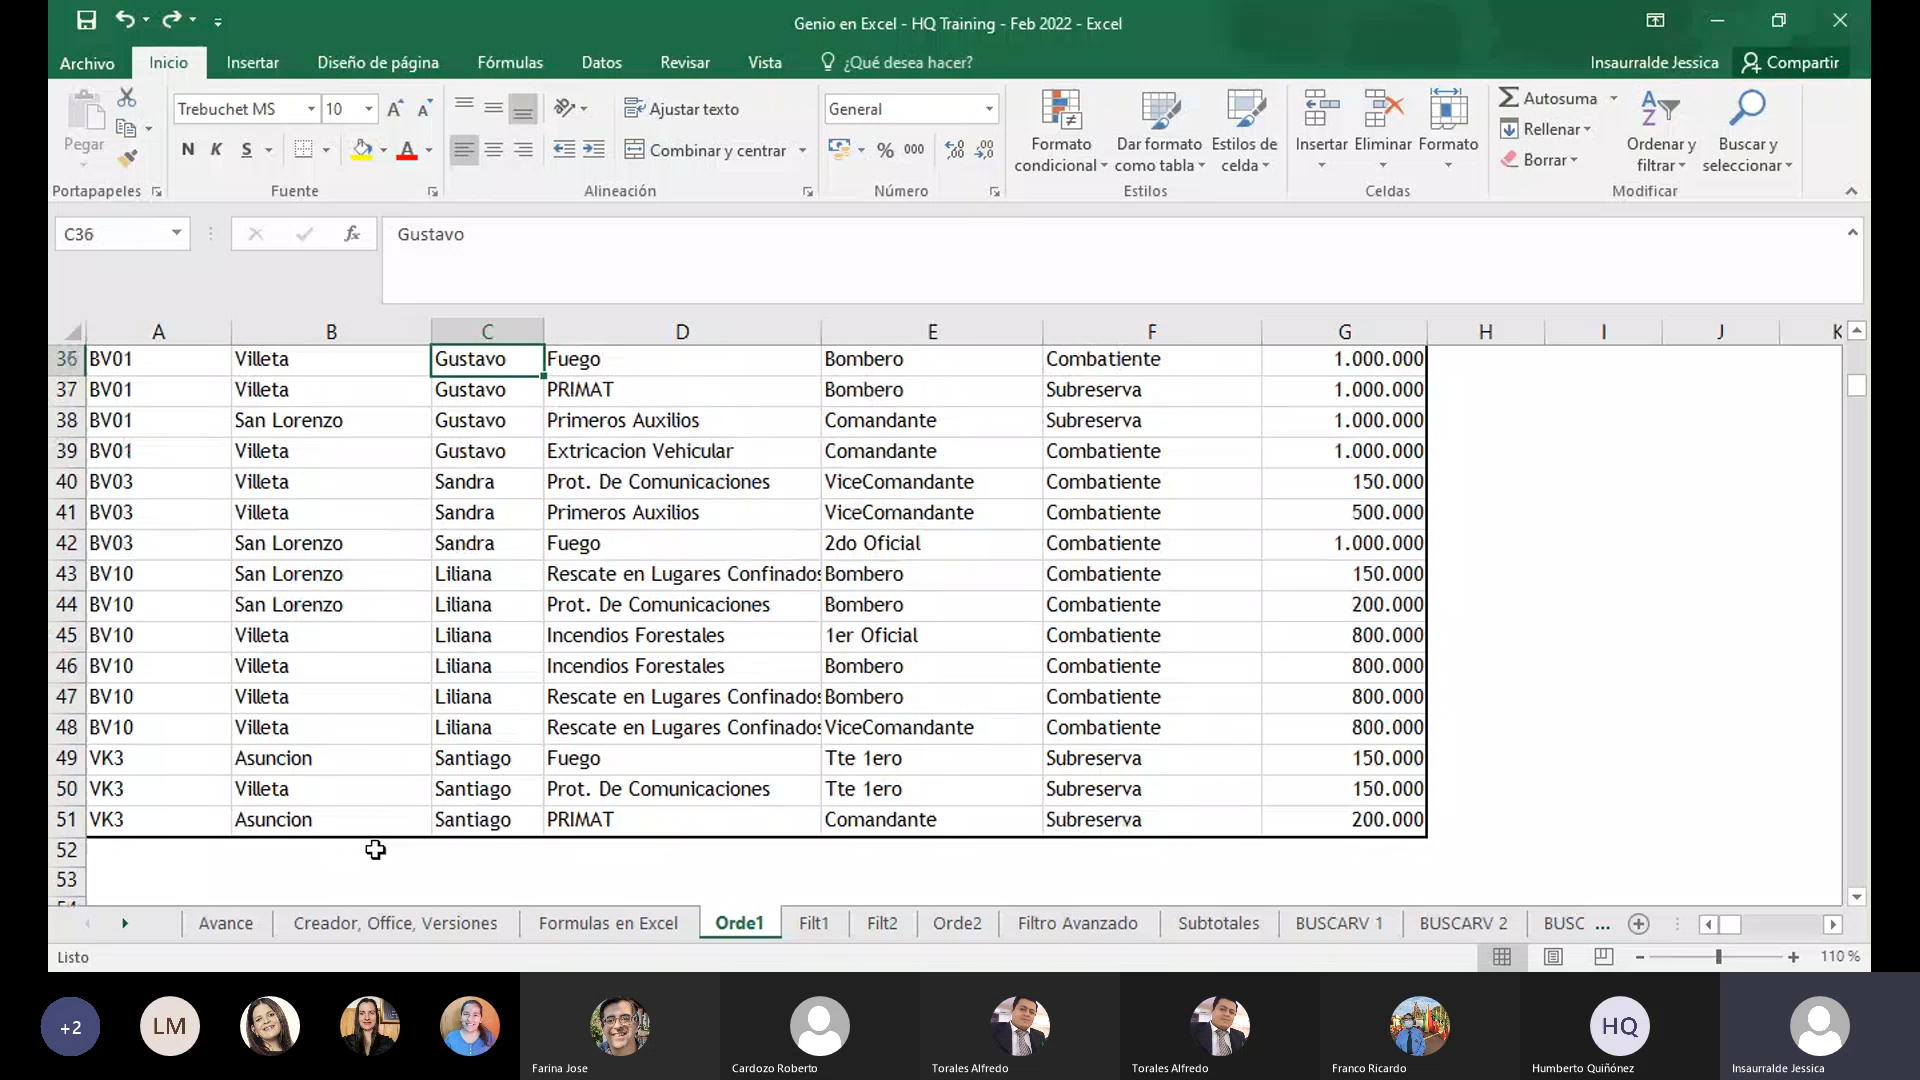 Genio en Excel - HQ Training - Feb 2022 - Excel
Archivo Inicio Insertar Diseño de página Fórmulas Datos Revisar Vista ¿Qué desea hacer? Insaurralde Jessica Compartir
Pegar
Portapapeles
Trebuchet MS 10
N K S
Fuente
Ajustar texto
Combinar y centrar
Alineación
General
% 000
Número
Formato condicional
Dar formato como tabla
Estilos de celda
Estilos
Insertar Eliminar Formato
Celdas
Autosuma
Rellenar
Borrar
Ordenar y filtrar
Buscar y seleccionar
Modificar
C36 fx Gustavo
A B C D E F G H I J K
36 BV01 Villeta Gustavo Fuego Bombero Combatiente 1.000.000
37 BV01 Villeta Gustavo PRIMAT Bombero Subreserva 1.000.000
38 BV01 San Lorenzo Gustavo Primeros Auxilios Comandante Subreserva 1.000.000
39 BV01 Villeta Gustavo Extricacion Vehicular Comandante Combatiente 1.000.000
40 BV03 Villeta Sandra Prot. De Comunicaciones ViceComandante Combatiente 150.000
41 BV03 Villeta Sandra Primeros Auxilios ViceComandante Combatiente 500.000
42 BV03 San Lorenzo Sandra Fuego 2do Oficial Combatiente 1.000.000
43 BV10 San Lorenzo Liliana Rescate en Lugares Confinados Bombero Combatiente 150.000
44 BV10 San Lorenzo Liliana Prot. De Comunicaciones Bombero Combatiente 200.000
45 BV10 Villeta Liliana Incendios Forestales 1er Oficial Combatiente 800.000
46 BV10 Villeta Liliana Incendios Forestales Bombero Combatiente 800.000
47 BV10 Villeta Liliana Rescate en Lugares Confinados Bombero Combatiente 800.000
48 BV10 Villeta Liliana Rescate en Lugares Confinados ViceComandante Combatiente 800.000
49 VK3 Asuncion Santiago Fuego Tte 1ero Subreserva 150.000
50 VK3 Villeta Santiago Prot. De Comunicaciones Tte 1ero Subreserva 150.000
51 VK3 Asuncion Santiago PRIMAT Comandante Subreserva 200.000
52
53
54
Avance Creador, Office, Versiones Formulas en Excel Orde1 Filt1 Filt2 Orde2 Filtro Avanzado Subtotales BUSCARV 1 BUSCARV 2 BUSC ...
Listo 110 %
+2 LM HQ
Farina Jose Cardozo Roberto Torales Alfredo Torales Alfredo Franco Ricardo Humberto Quiñónez Insaurralde Jessica